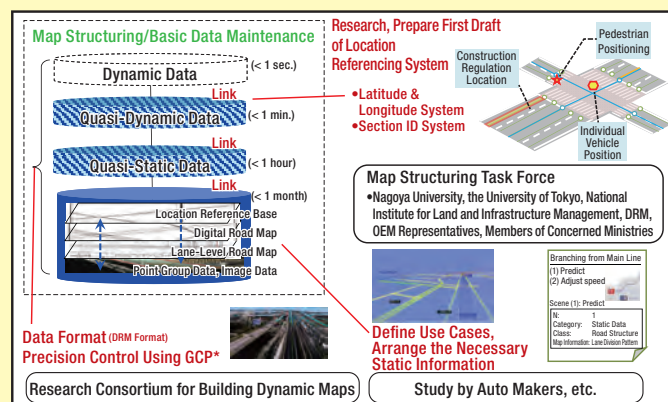 Map Structuring/Basic Data Maintenance
Dynamic Data
(< 1 sec.)
Link
Quasi-Dynamic Data
(< 1 min.)
Link
Quasi-Static Data
(< 1 hour)
Link
(< 1 month)
Location Reference Base
Digital Road Map
Lane-Level Road Map
Point Group Data, Image Data
Data Format (DRM Format)
Precision Control Using GCP*
Research Consortium for Building Dynamic Maps
Research, Prepare First Draft
of Location
Referencing System
•Latitude &
Longitude System
•Section ID System
Pedestrian
Positioning
Construction
Regulation
Location
Individual
Vehicle
Position
Map Structuring Task Force
•Nagoya University, the University of Tokyo, National
Institute for Land and Infrastructure Management, DRM,
OEM Representatives, Members of Concerned Ministries
Define Use Cases,
Arrange the Necessary
Static Information
Branching from Main Line
(1) Predict
(2) Adjust speed
Scene (1): Predict
N: 1
Category: Static Data
Class: Road Structure
Map Information: Lane Division Pattern
Study by Auto Makers, etc.